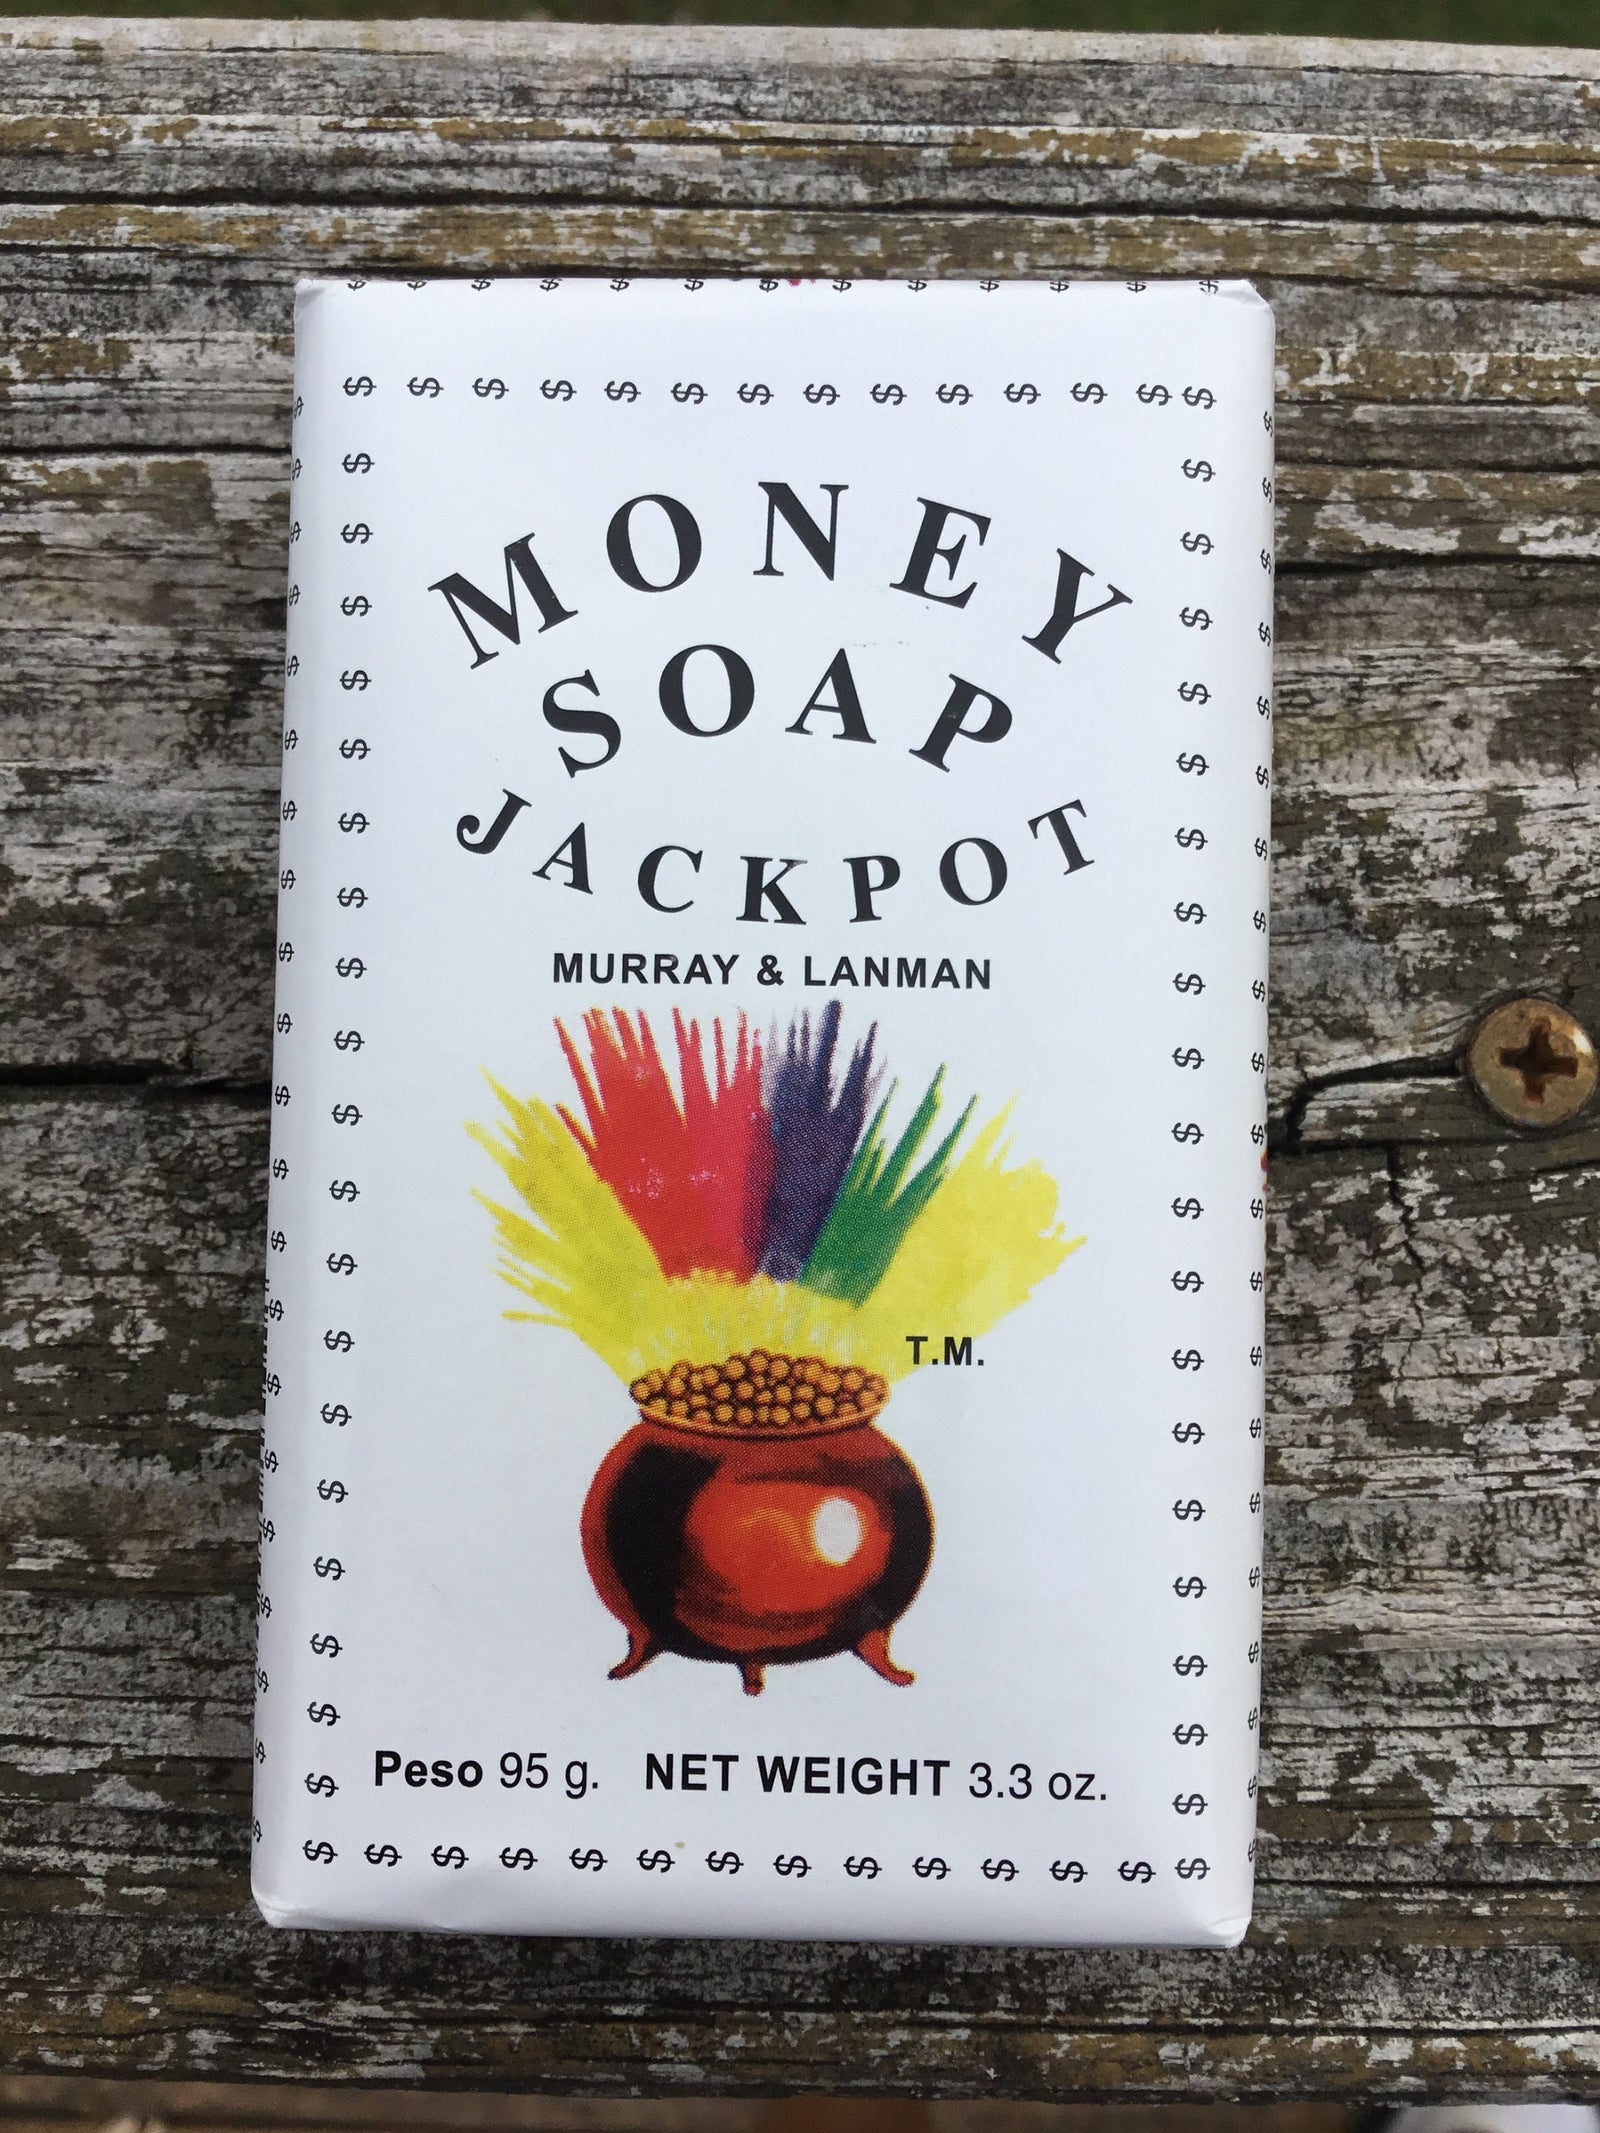 $ $ $ $ $ $ $ $ $ $ $ $ $ $
MONEY
SOAP
JACKPOT
MURRAY & LANMAN
T.M.
Peso 95 g. NET WEIGHT 3.3 oz.
$ $ $ $ $ $ $ $ $ $ $ $ $ $